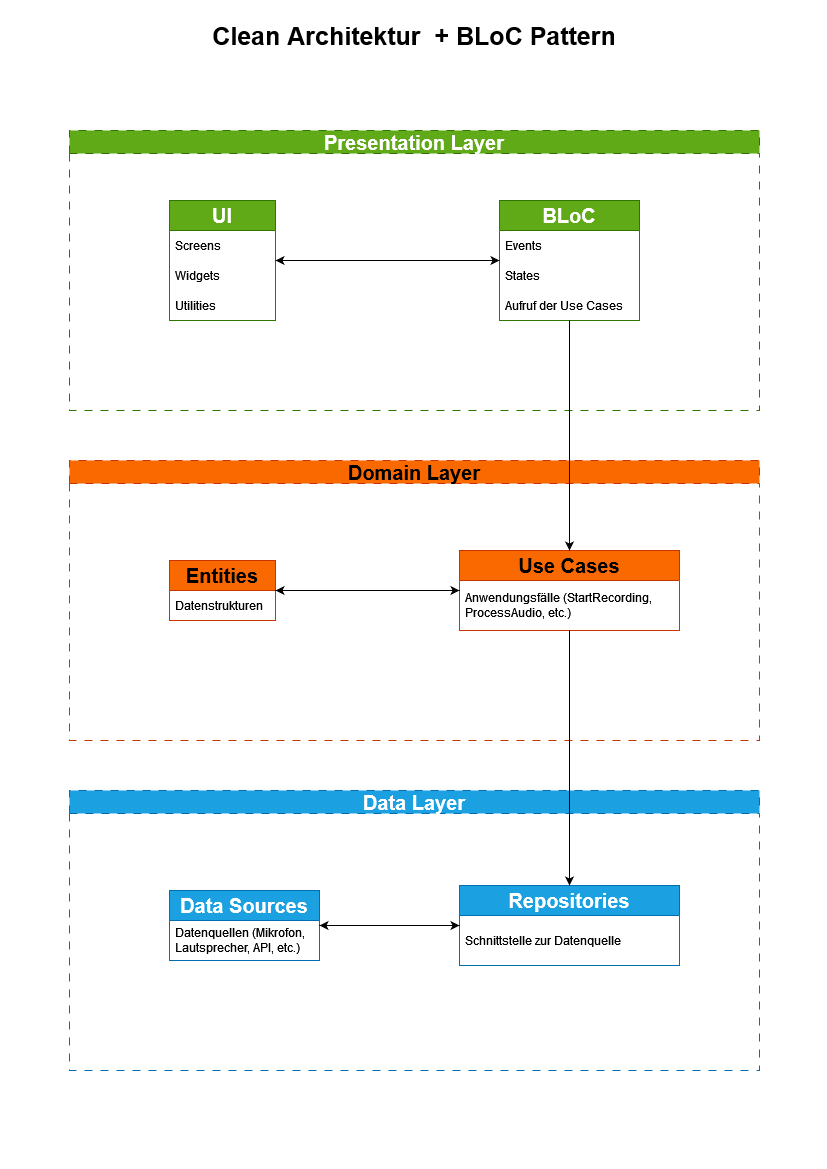 Clean Architektur + BLoC Pattern
Presentation Layer
UI
Screens
Widgets
Utilities
BLoC
Events
States
Aufruf der Use Cases
Domain Layer
Entities
Datenstrukturen
Use Cases
Anwendungsfälle (StartRecording,
ProcessAudio, etc.)
Data Layer
Data Sources
Datenquellen (Mikrofon,
Lautsprecher, API, etc.)
Repositories
Schnittstelle zur Datenquelle